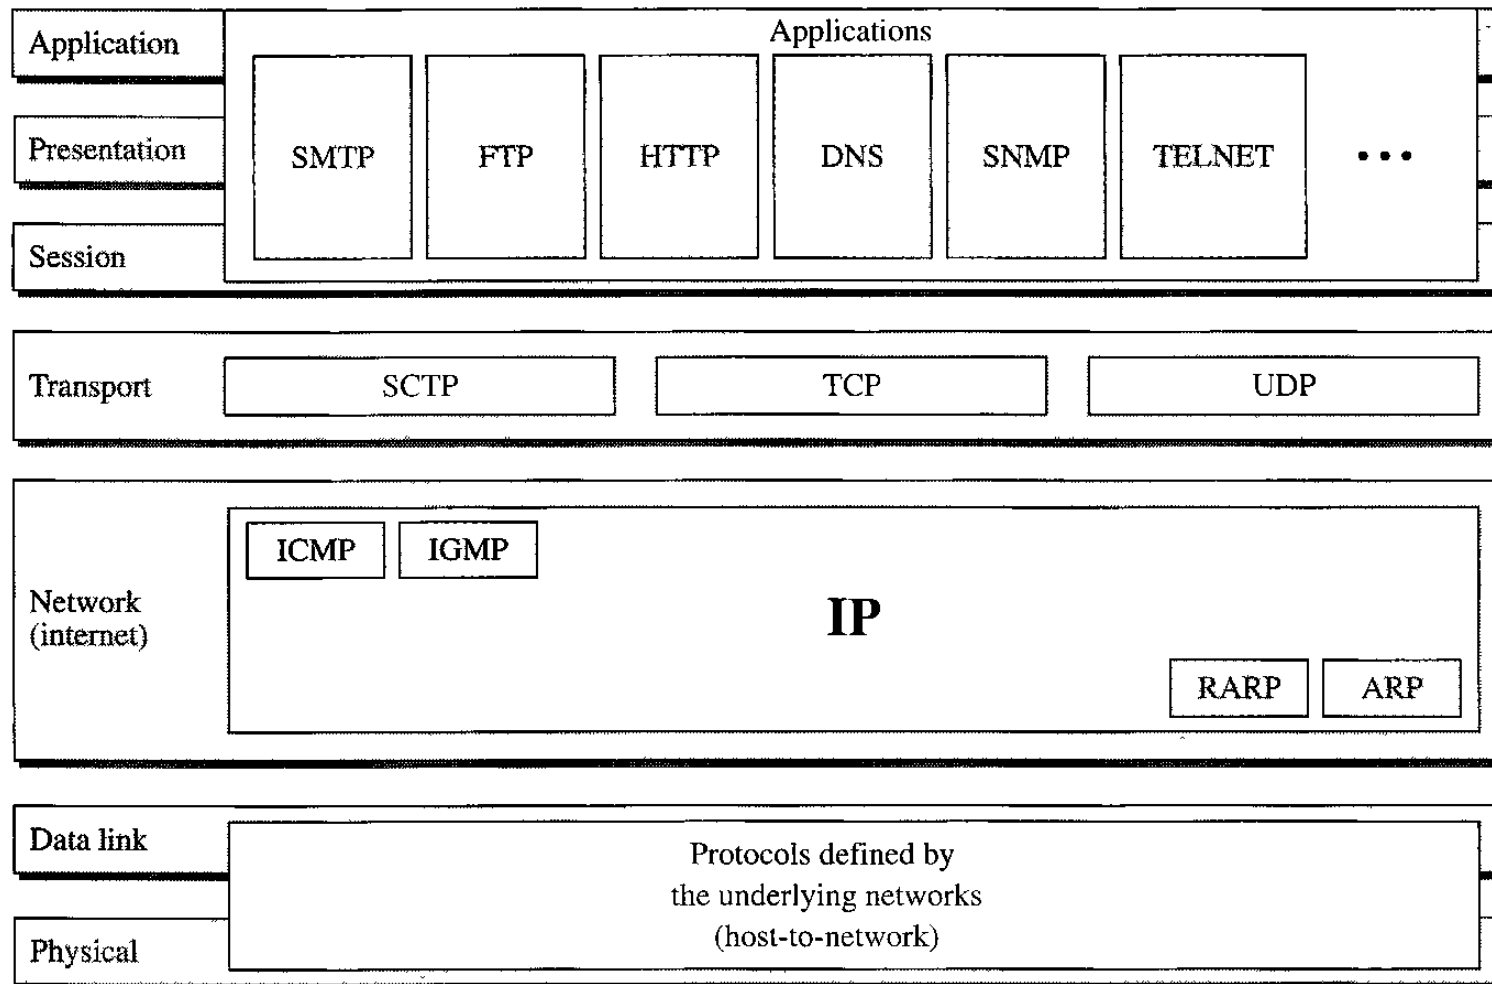 Applications
Application
SMTP
FTP
HTTP
DNS
SNMP
TELNET
...
Presentation
Session
Transport
SCTP
TCP
UDP
Network
(internet)
ICMP
IGMP
IP
RARP
ARP
Data link
Physical
Protocols defined by
the underlying networks
(host-to-network)